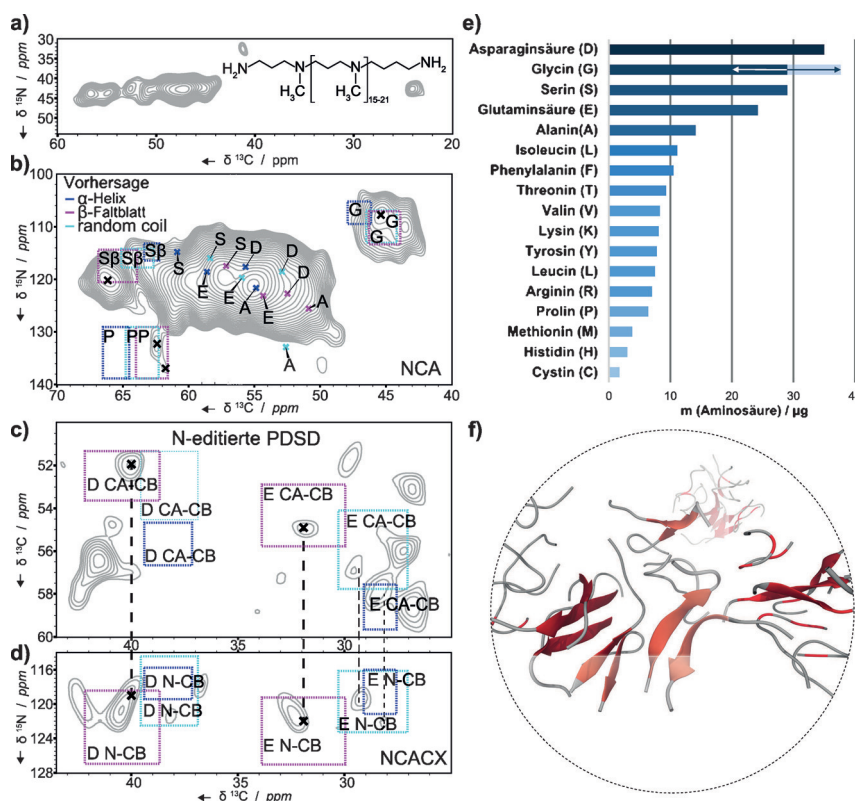 a)
30
35
40
45
50
← δ ¹⁵N / ppm
H₂N
N
H₃C
N
H₃C
15-21
NH₂
60 50 40 30 20
← δ ¹³C / ppm
b)
100
110
120
130
140
← δ ¹⁵N / ppm
Vorhersage
α-Helix
β-Faltblatt
random coil
G
G
G
Sβ Sβ Sβ
S
S
S
D
D
D
E
E
E
A
A
A
P
P
P
NCA
70 65 60 55 50 45 40
← δ ¹³C / ppm
c)
N-editierte PDSD
52
56
60
← δ ¹³C / ppm
D CA-CB
D CA-CB
D CA-CB
E CA-CB
E CA-CB
E CA-CB
40 35 30
d)
116
120
124
128
← δ ¹⁵N / ppm
D N-CB
D N-CB
D N-CB
E N-CB
E N-CB
E N-CB
NCACX
40 35 30
← δ ¹³C / ppm
e)
Asparaginsäure (D)
Glycin (G)
Serin (S)
Glutaminsäure (E)
Alanin(A)
Isoleucin (L)
Phenylalanin (F)
Threonin (T)
Valin (V)
Lysin (K)
Tyrosin (Y)
Leucin (L)
Arginin (R)
Prolin (P)
Methionin (M)
Histidin (H)
Cystin (C)
0 10 20 30 4
m (Aminosäure) / µg
f)